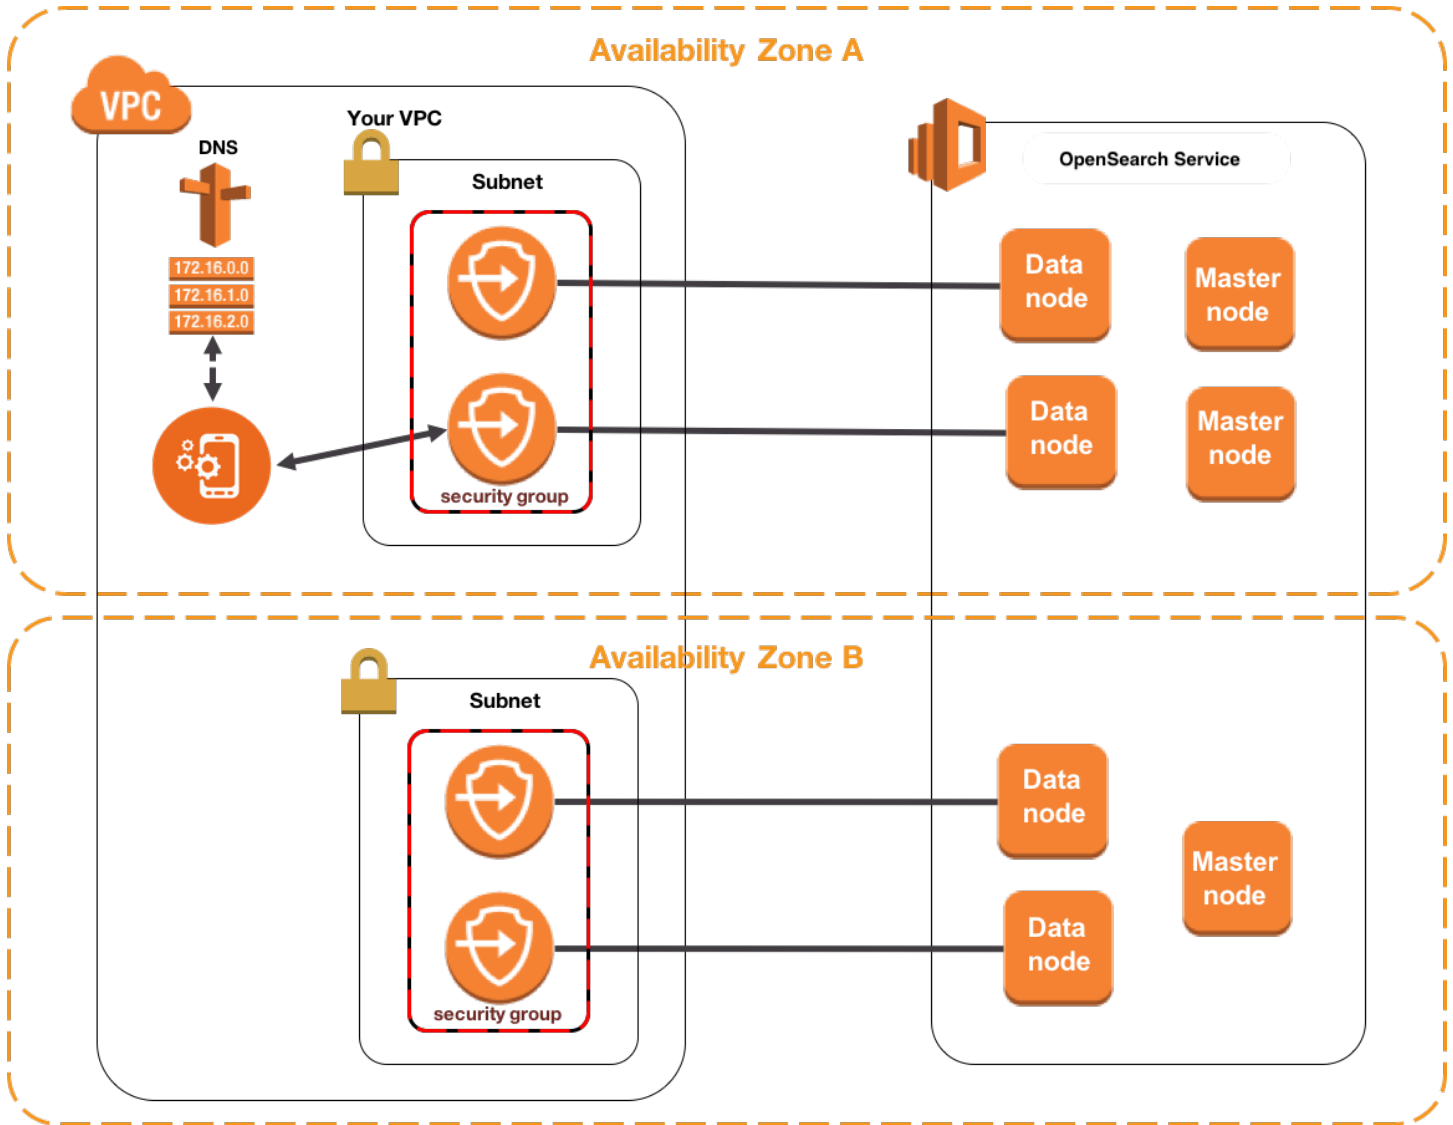 Availability Zone A
VPC
Your VPC
DNS
OpenSearch Service
Subnet
172.16.0.0
172.16.1.0
172.16.2.0
Data
node
Master
node
Data
node
Master
node
security group
Availability Zone B
Subnet
Data
node
Master
node
Data
node
security group